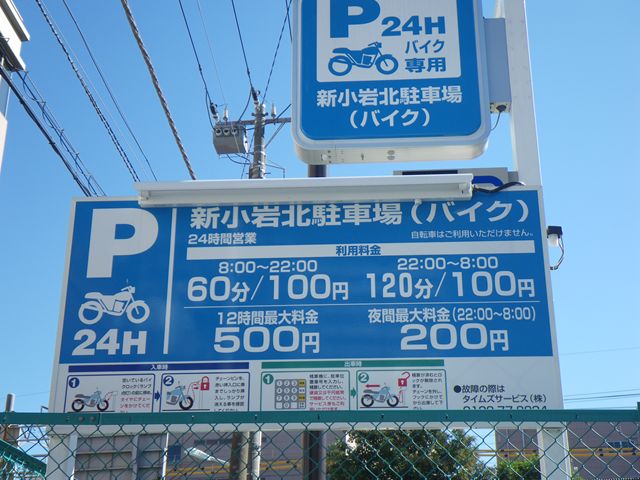 P 24H
バイク
専用
新小岩北駐車場
(バイク)
新小岩北駐車場(バイク)
24時間営業
自転車はご利用いただけません。
P
24H
利用料金
8:00〜22:00
60分/100円
22:00〜8:00
120分/100円
12時間最大料金
500円
夜間最大料金(22:00〜8:00)
200円
入車時
出車時
1
2
1
2
●故障の際は
タイムズサービス(株)